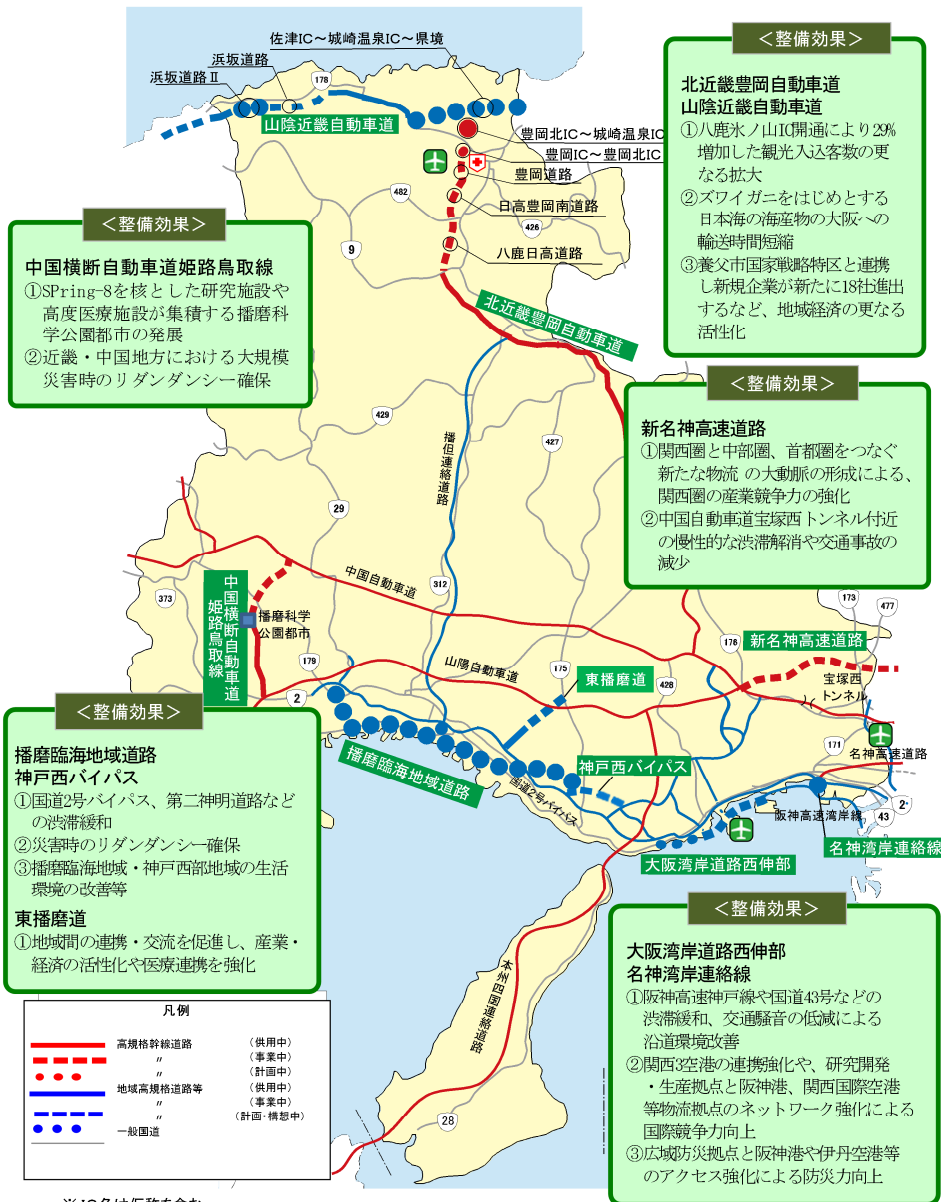 佐津IC～城崎温泉IC～県境
浜坂道路
浜坂道路Ⅱ
178
山陰近畿自動車道
豊岡北IC～城崎温泉IC
豊岡IC～豊岡北IC
豊岡道路
482
日高豊岡南道路
426
9
八鹿日高道路
北近畿豊岡自動車道
＜整備効果＞
北近畿豊岡自動車道
山陰近畿自動車道
①八鹿氷ノ山IC開通により29%
増加した観光入込客数の更
なる拡大
②ズワイガニをはじめとする
日本海の海産物の大阪への
輸送時間短縮
③養父市国家戦略特区と連携
し新規企業が新たに18社進出
するなど、地域経済の更なる
活性化
＜整備効果＞
中国横断自動車道姫路鳥取線
①SPring-8を核とした研究施設や
高度医療施設が集積する播磨科
学公園都市の発展
②近畿・中国地方における大規模
災害時のリダンダンシー確保
＜整備効果＞
新名神高速道路
①関西圏と中部圏、首都圏をつなぐ
新たな物流 の大動脈の形成による、
関西圏の産業競争力の強化
②中国自動車道宝塚西トンネル付近
の慢性的な渋滞解消や交通事故の
減少
429
427
播但連絡道路
29
312
中国自動車道
373
中国横断自動車道
姫路鳥取線
播磨科学
公園都市
179
2
山陽自動車道
175
東播磨道
428
176
新名神高速道路
173
477
宝塚西
トンネル
171
名神高速道路
播磨臨海地域道路
国道2号バイパス
神戸西バイパス
阪神高速湾岸線
43
2
名神湾岸連絡線
大阪湾岸道路西伸部
＜整備効果＞
播磨臨海地域道路
神戸西バイパス
①国道2号バイパス、第二神明道路など
の渋滞緩和
②災害時のリダンダンシー確保
③播磨臨海地域・神戸西部地域の生活
環境の改善等
東播磨道
①地域間の連携・交流を促進し、産業・
経済の活性化や医療連携を強化
＜整備効果＞
大阪湾岸道路西伸部
名神湾岸連絡線
①阪神高速神戸線や国道43号などの
渋滞緩和、交通騒音の低減による
沿道環境改善
②関西3空港の連携強化や、研究開発
・生産拠点と阪神港、関西国際空港
等物流拠点のネットワーク強化による
国際競争力向上
③広域防災拠点と阪神港や伊丹空港等
のアクセス強化による防災力向上
本州四国連絡道路
28
凡例
高規格幹線道路 （供用中）
〃 （事業中）
〃 （計画中）
地域高規格道路等 （供用中）
〃 （事業中）
〃 （計画・構想中）
一般国道
※IC名は仮称を含む